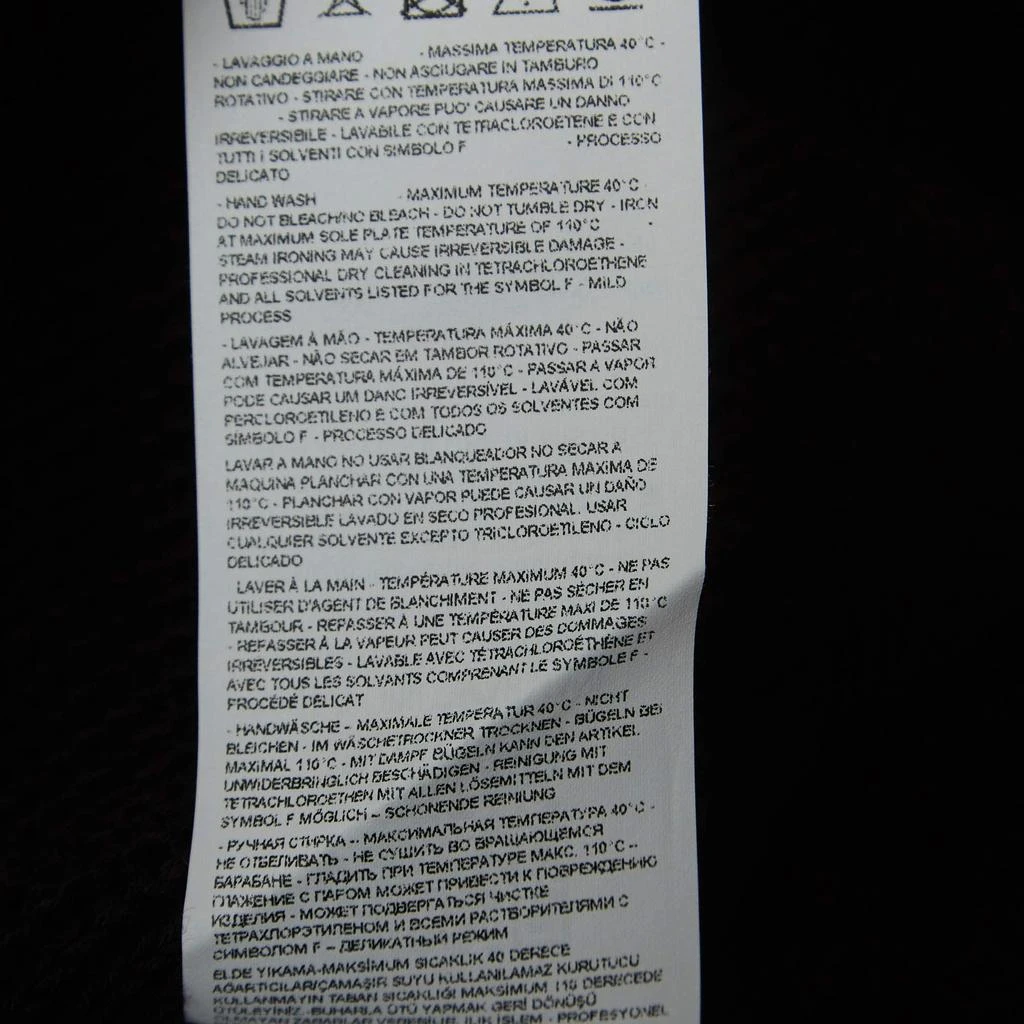 - LAVAGGIO A MANO - MASSIMA TEMPERATURA 40°C -
NON CANDEGGIARE - NON ASCIUGARE IN TAMBURO
ROTATIVO - STIRARE CON TEMPERATURA MASSIMA DI 110°C
- STIRARE A VAPORE PUO' CAUSARE UN DANNO
IRREVERSIBILE - LAVABILE CON TETRACLOROETENE E CON
TUTTI I SOLVENTI CON SIMBOLO F - PROCESSO
DELICATO
- HAND WASH - MAXIMUM TEMPERATURE 40°C -
DO NOT BLEACH/NO BLEACH - DO NOT TUMBLE DRY - IRON
AT MAXIMUM SOLE PLATE TEMPERATURE OF 110°C -
STEAM IRONING MAY CAUSE IRREVERSIBLE DAMAGE -
PROFESSIONAL DRY CLEANING IN TETRACHLOROETHENE
AND ALL SOLVENTS LISTED FOR THE SYMBOL F - MILD
PROCESS
- LAVAGEM À MÃO - TEMPERATURA MÁXIMA 40°C - NÃO
ALVEJAR - NÃO SECAR EM TAMBOR ROTATIVO - PASSAR
COM TEMPERATURA MÁXIMA DE 110°C - PASSAR A VAPOR
PODE CAUSAR UM DANO IRREVERSÍVEL - LAVÁVEL COM
PERCLOROETILENO E COM TODOS OS SOLVENTES COM
SÍMBOLO F - PROCESSO DELICADO
LAVAR A MANO NO USAR BLANQUEADOR NO SECAR A
MAQUINA PLANCHAR CON UNA TEMPERATURA MAXIMA DE
110°C - PLANCHAR CON VAPOR PUEDE CAUSAR UN DAÑO
IRREVERSIBLE LAVADO EN SECO PROFESIONAL. USAR
CUALQUIER SOLVENTE EXCEPTO TRICLOROETILENO - CICLO
DELICADO
LAVER À LA MAIN - TEMPÉRATURE MAXIMUM 40°C - NE PAS
UTILISER D'AGENT DE BLANCHIMENT - NE PAS SÉCHER EN
TAMBOUR - REPASSER À UNE TEMPÉRATURE MAXI DE 110°C
- REPASSER À LA VAPEUR PEUT CAUSER DES DOMMAGES
IRRÉVERSIBLES - LAVABLE AVEC TÉTRACHLOROÉTHÈNE ET
AVEC TOUS LES SOLVANTS COMPRENANT LE SYMBOLE F -
PROCÉDÉ DÉLICAT
- HANDWÄSCHE - MAXIMALE TEMPERATUR 40°C - NICHT
BLEICHEN - IM WÄSCHETROCKNER TROCKNEN - BÜGELN BEI
MAXIMAL 110°C - MIT DAMPF BÜGELN KANN DEN ARTIKEL
UNWIDERBRINGLICH BESCHÄDIGEN - REINIGUNG MIT
TETRACHLOROETHEN MIT ALLEN LÖSEMITTELN MIT DEM
SYMBOL F MÖGLICH – SCHONENDE REINIUNG
- РУЧНАЯ СТИРКА -- МАКСИМАЛЬНАЯ ТЕМПЕРАТУРА 40°C -
НЕ ОТБЕЛИВАТЬ - НЕ СУШИТЬ ВО ВРАЩАЮЩЕМСЯ
БАРАБАНЕ - ГЛАДИТЬ ПРИ ТЕМПЕРАТУРЕ МАКС. 110°C --
ГЛАЖЕНИЕ С ПАРОМ МОЖЕТ ПРИВЕСТИ К ПОВРЕЖДЕНИЮ
ИЗДЕЛИЯ - МОЖЕТ ПОДВЕРГАТЬСЯ ЧИСТКЕ
ТЕТРАХЛОРЭТИЛЕНОМ И ВСЕМИ РАСТВОРИТЕЛЯМИ С
СИМВОЛОМ F – ДЕЛИКАТНЫЙ РЕЖИМ
ELDE YIKAMA-MAKSİMUM SICAKLIK 40 DERECE
AĞARTICILAR/ÇAMAŞIR SUYU KULLANILAMAZ KURUTUCU
KULLANMAYIN TABAN SICAKLIĞI MAKSİMUM 110 DERECEDE
ÜTÜLEYİNİZ -BUHARLA ÜTÜ YAPMAK GERİ DÖNÜŞÜ
OLMAYAN ZARARLAR VEREBİLİR. İLİK İŞLEM - PROFESYONEL